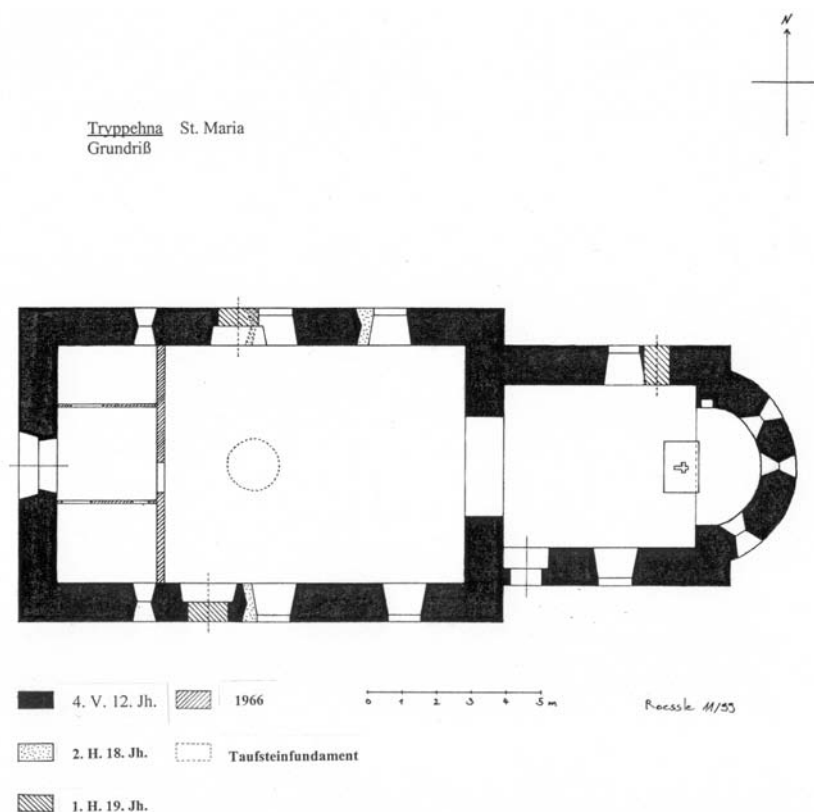 N
Tryppehna St. Maria
Grundriß
4. V. 12. Jh. 1966
0 1 2 3 4 5 m
Roessle 11/99
2. H. 18. Jh. Taufsteinfundament
1. H. 19. Jh.